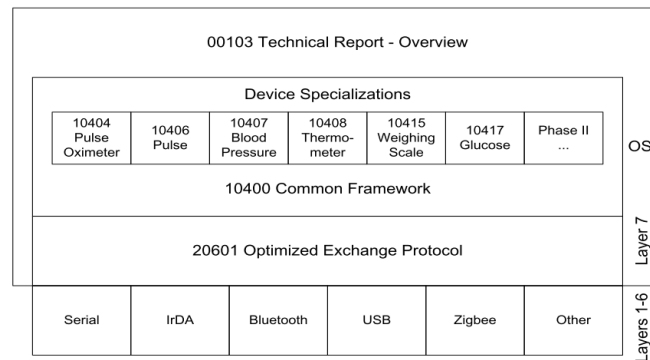 00103 Technical Report - Overview
Device Specializations
10404
Pulse
Oximeter
10406
Pulse
10407
Blood
Pressure
10408
Thermo-
meter
10415
Weighing
Scale
10417
Glucose
Phase II
...
10400 Common Framework
20601 Optimized Exchange Protocol
Serial
IrDA
Bluetooth
USB
Zigbee
Other
OS
Layer 7
Layers 1-6